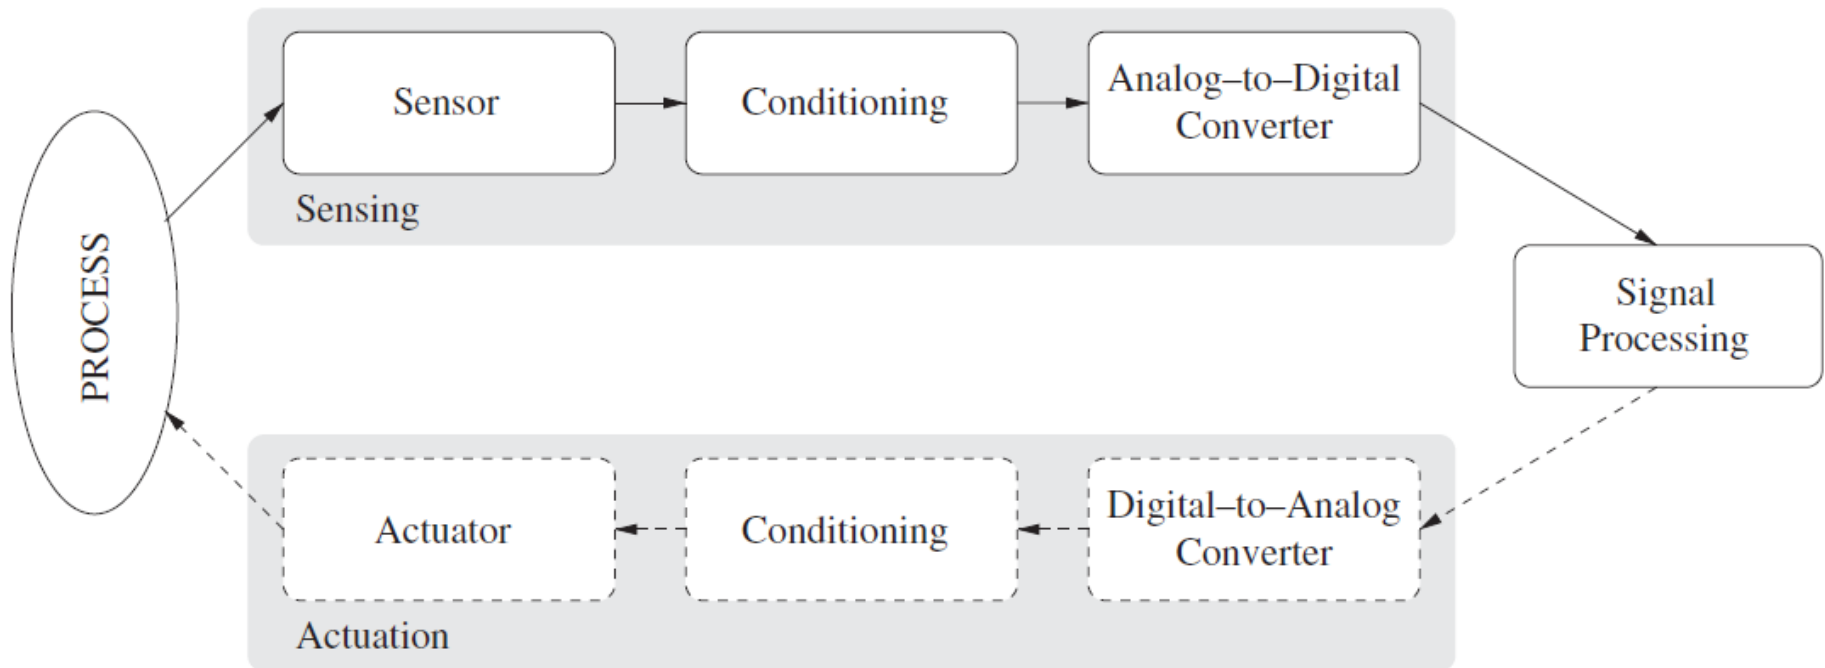 Sensor
Conditioning
Analog–to–Digital
Converter
Sensing
PROCESS
Signal
Processing
Actuator
Conditioning
Digital–to–Analog
Converter
Actuation